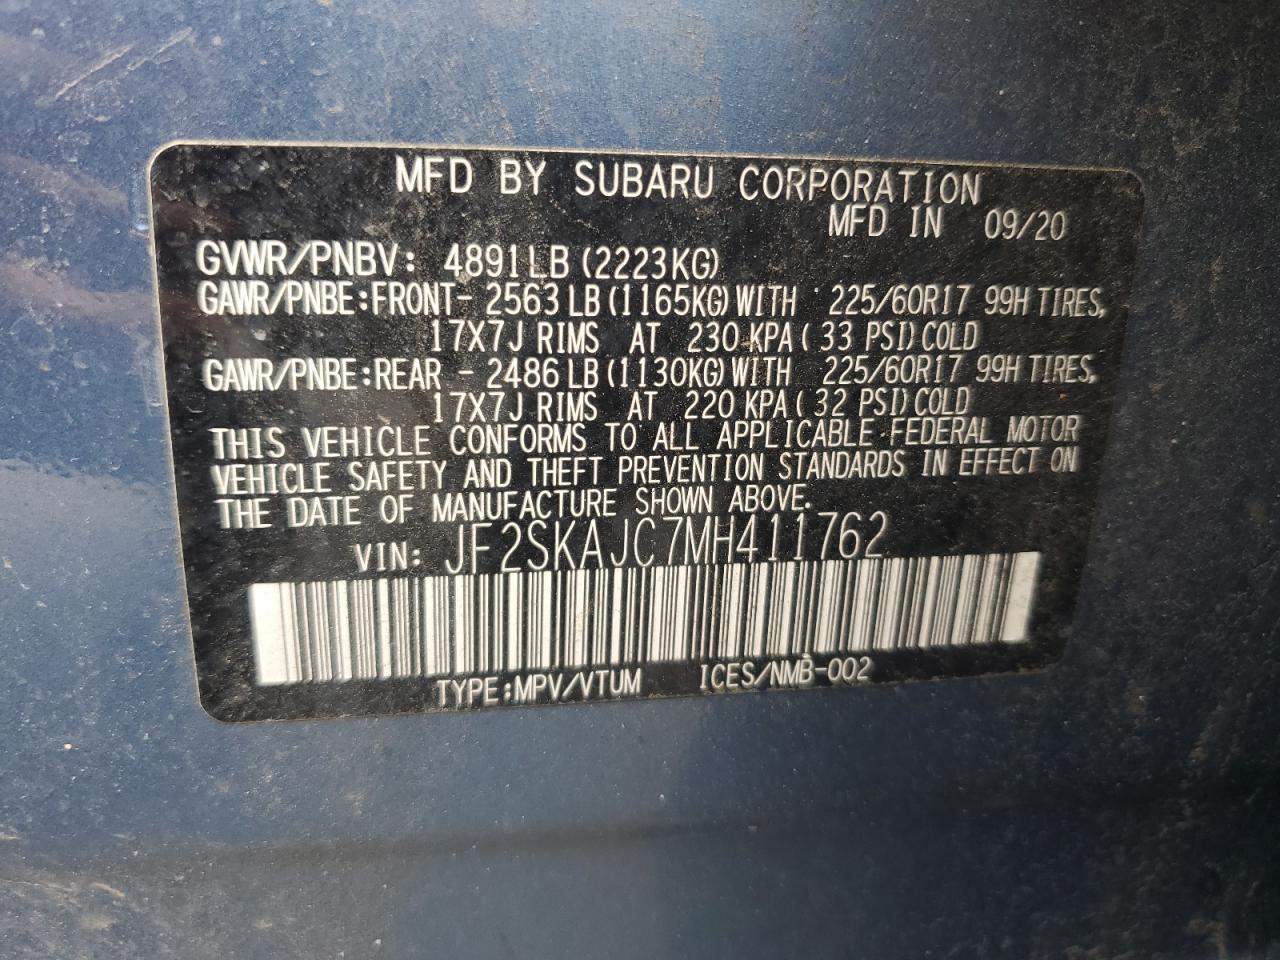 MFD BY SUBARU CORPORATION
MFD IN 09/20
GVWR/PNBV: 4891LB (2223KG)
GAWR/PNBE:FRONT- 2563 LB (1165KG) WITH 225/60R17 99H TIRES,
17X7J RIMS AT 230 KPA ( 33 PSI) COLD
GAWR/PNBE:REAR - 2486 LB (1130KG) WITH 225/60R17 99H TIRES,
17X7J RIMS AT 220 KPA ( 32 PSI) COLD
THIS VEHICLE CONFORMS TO ALL APPLICABLE FEDERAL MOTOR
VEHICLE SAFETY AND THEFT PREVENTION STANDARDS IN EFFECT ON
THE DATE OF MANUFACTURE SHOWN ABOVE.
VIN: JF2SKAJC7MH411762
TYPE:MPV/VTUM ICES/NMB-002